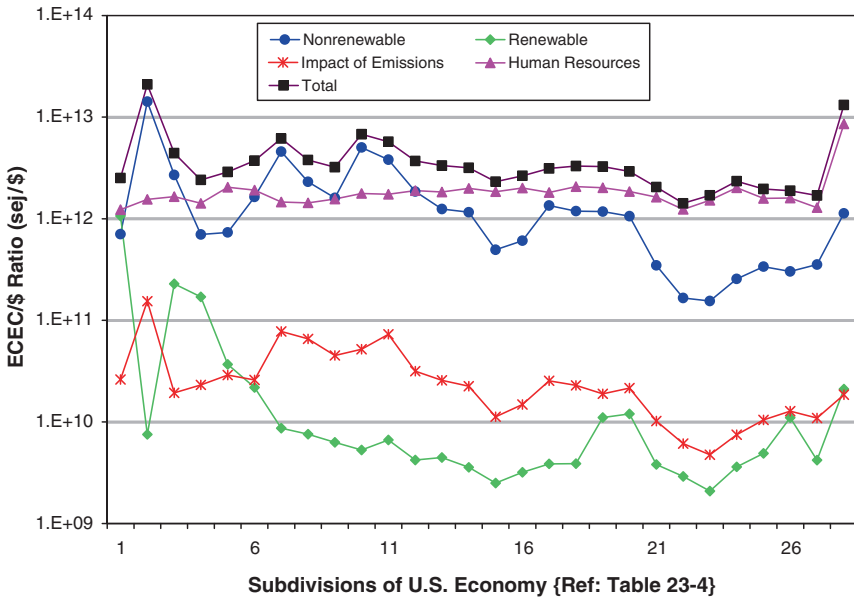 1.E+14
1.E+13
1.E+12
1.E+11
1.E+10
1.E+09
ECEC/$ Ratio (sej/$)
Nonrenewable
Renewable
Impact of Emissions
Human Resources
Total
1
6
11
16
21
26
Subdivisions of U.S. Economy {Ref: Table 23-4}